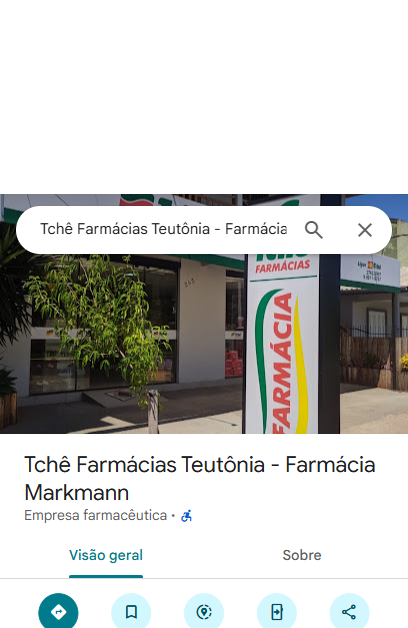 Tchê Farmácias Teutônia - Farmácia
FARMÁCIAS
FARMÁCIA
Tchê Farmácias Teutônia - Farmácia
Markmann
Empresa farmacêutica ·
Visão geral
Sobre